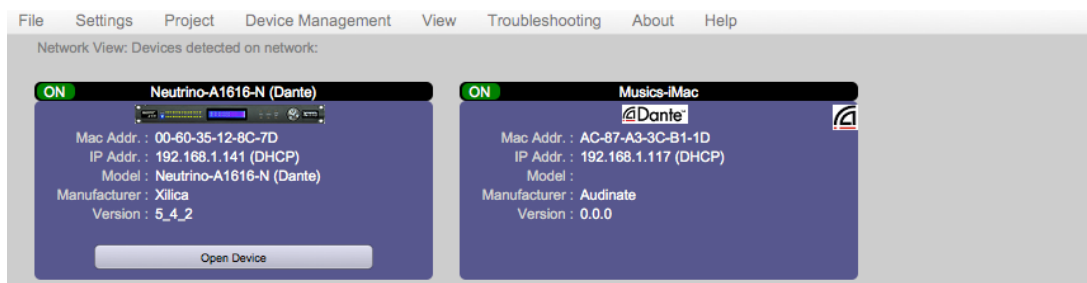 File Settings Project Device Management View Troubleshooting About Help
Network View: Devices detected on network:
ON Neutrino-A1616-N (Dante)
Mac Addr. : 00-60-35-12-8C-7D
IP Addr. : 192.168.1.141 (DHCP)
Model : Neutrino-A1616-N (Dante)
Manufacturer : Xilica
Version : 5_4_2
Open Device
ON Musics-iMac
Dante™
Mac Addr. : AC-87-A3-3C-B1-1D
IP Addr. : 192.168.1.117 (DHCP)
Model :
Manufacturer : Audinate
Version : 0.0.0